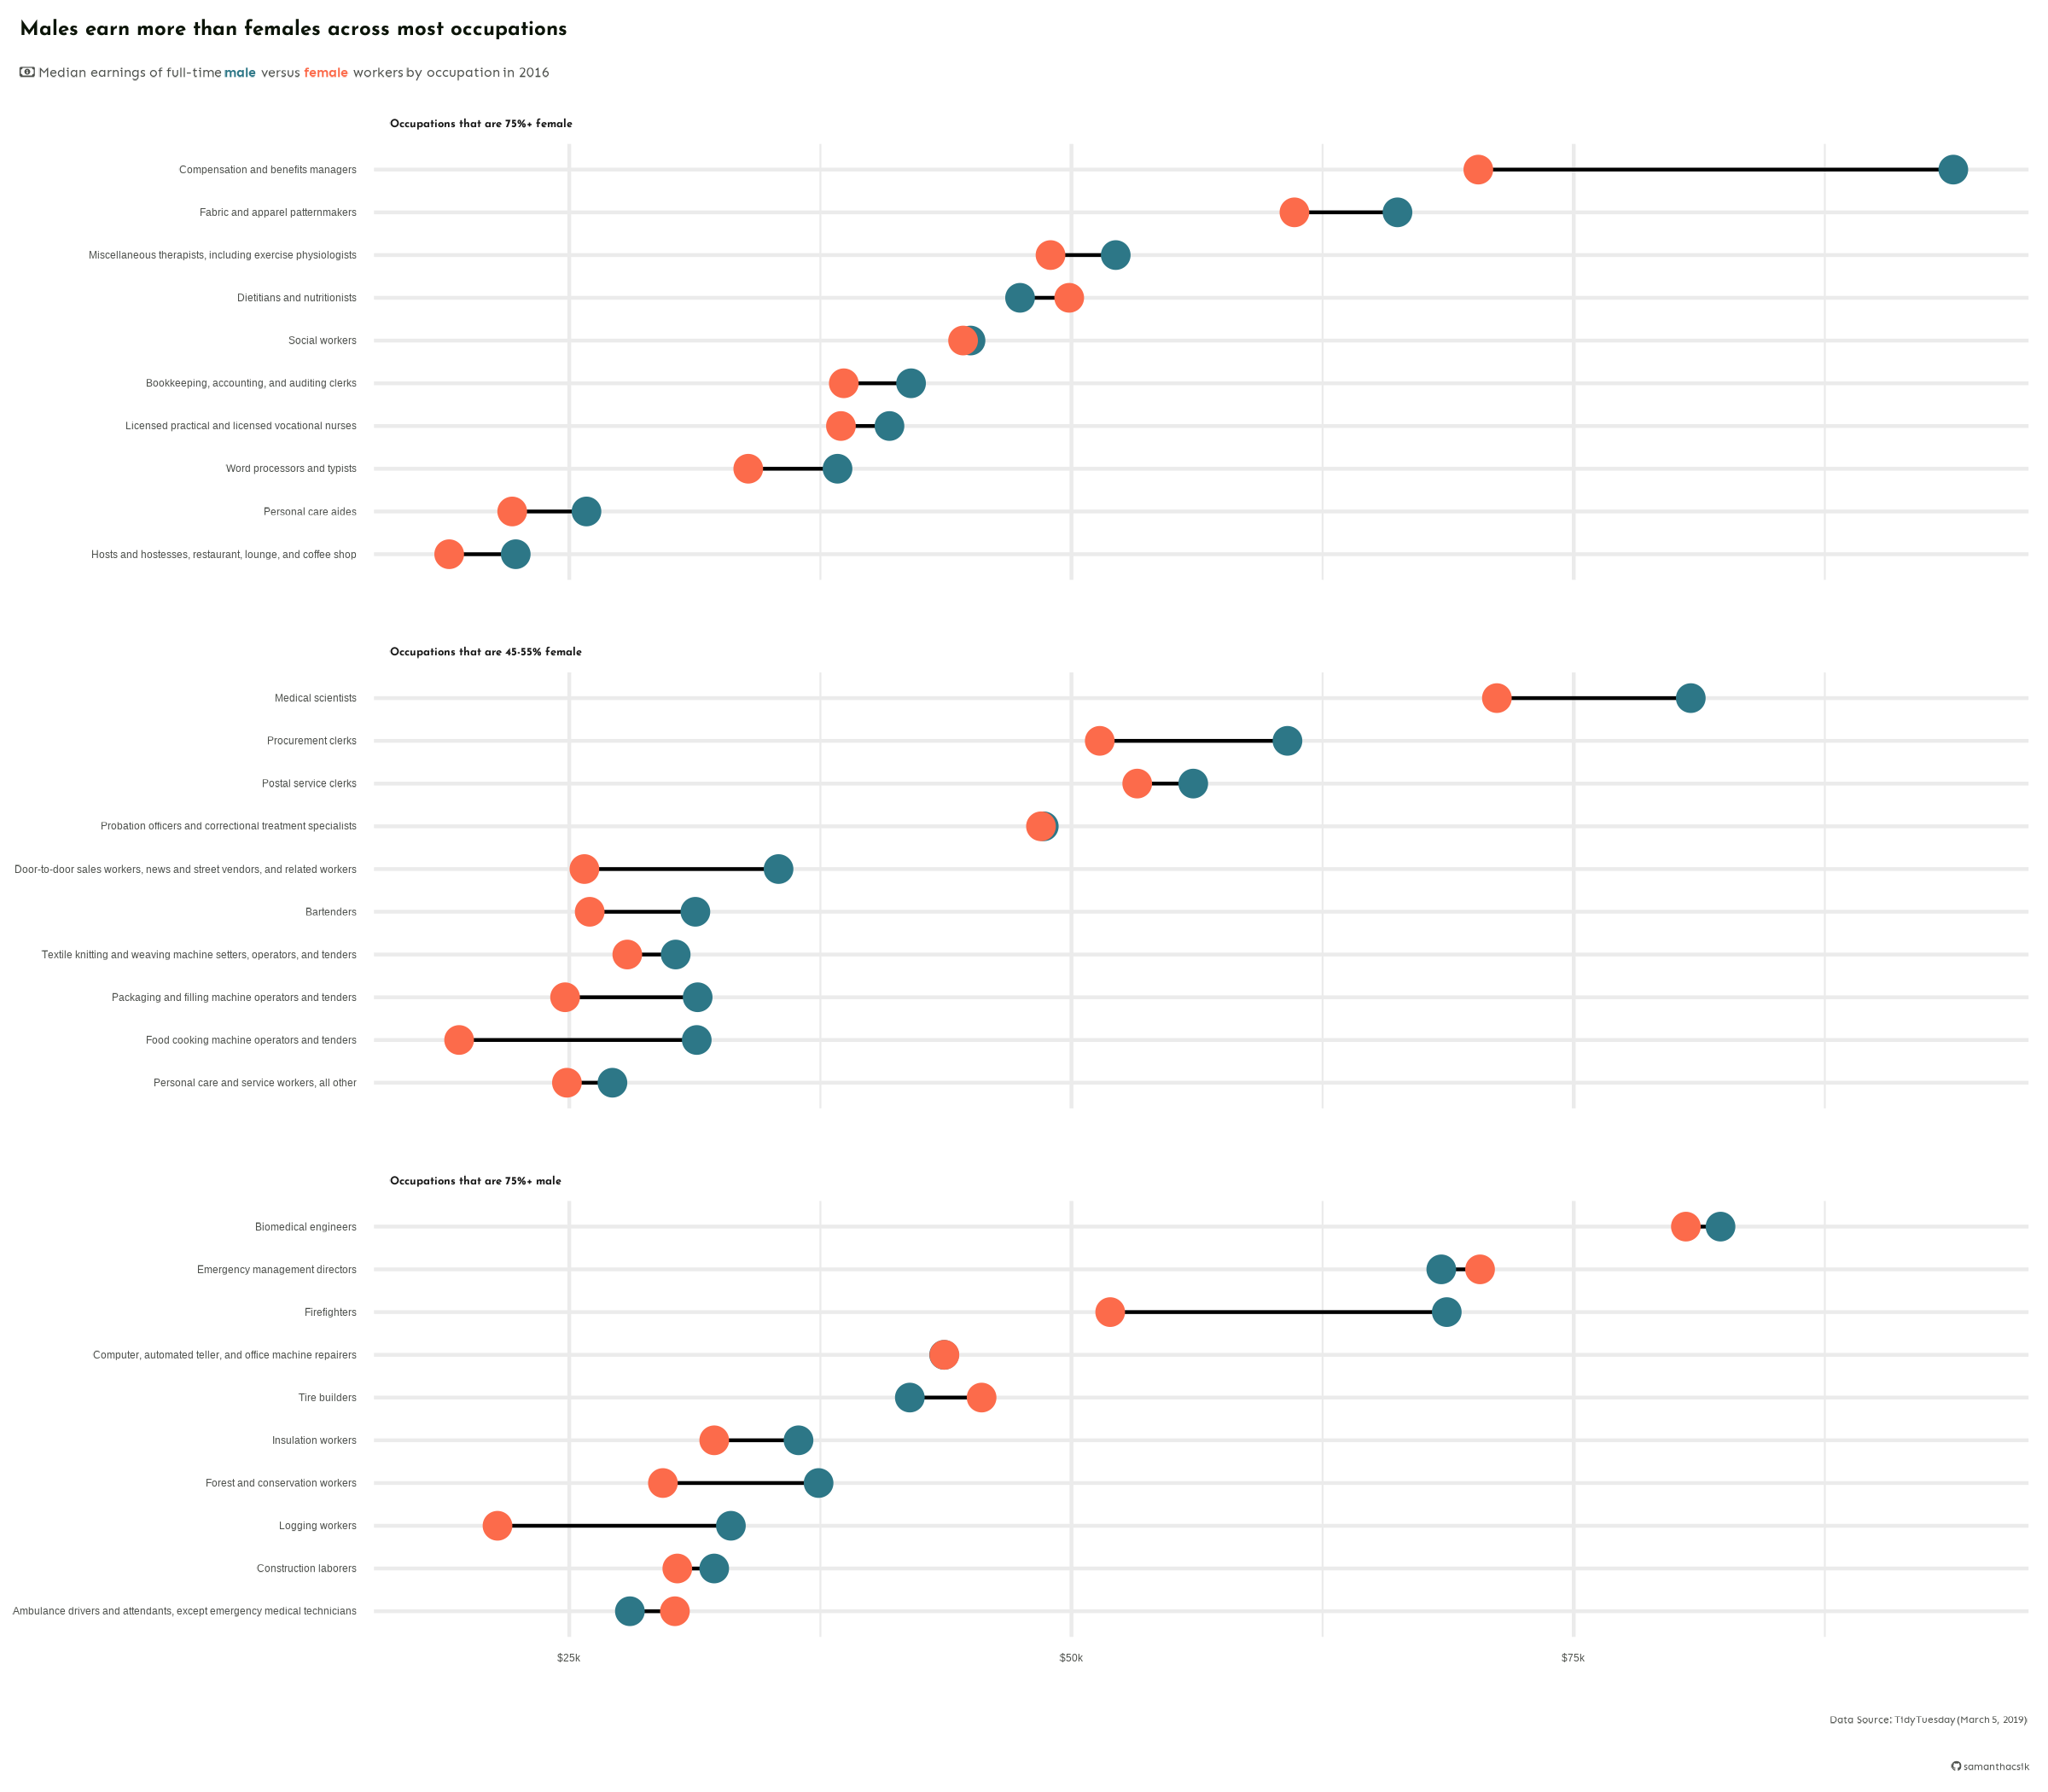 Males earn more than females across most occupations
Median earnings of full-time male versus female workers by occupation in 2016
Occupations that are 75%+ female
Compensation and benefits managers
Fabric and apparel patternmakers
Miscellaneous therapists, including exercise physiologists
Dietitians and nutritionists
Social workers
Bookkeeping, accounting, and auditing clerks
Licensed practical and licensed vocational nurses
Word processors and typists
Personal care aides
Hosts and hostesses, restaurant, lounge, and coffee shop
Occupations that are 45-55% female
Medical scientists
Procurement clerks
Postal service clerks
Probation officers and correctional treatment specialists
Door-to-door sales workers, news and street vendors, and related workers
Bartenders
Textile knitting and weaving machine setters, operators, and tenders
Packaging and filling machine operators and tenders
Food cooking machine operators and tenders
Personal care and service workers, all other
Occupations that are 75%+ male
Biomedical engineers
Emergency management directors
Firefighters
Computer, automated teller, and office machine repairers
Tire builders
Insulation workers
Forest and conservation workers
Logging workers
Construction laborers
Ambulance drivers and attendants, except emergency medical technicians
$25k $50k $75k
Data Source: TidyTuesday (March 5, 2019)
samanthacsik